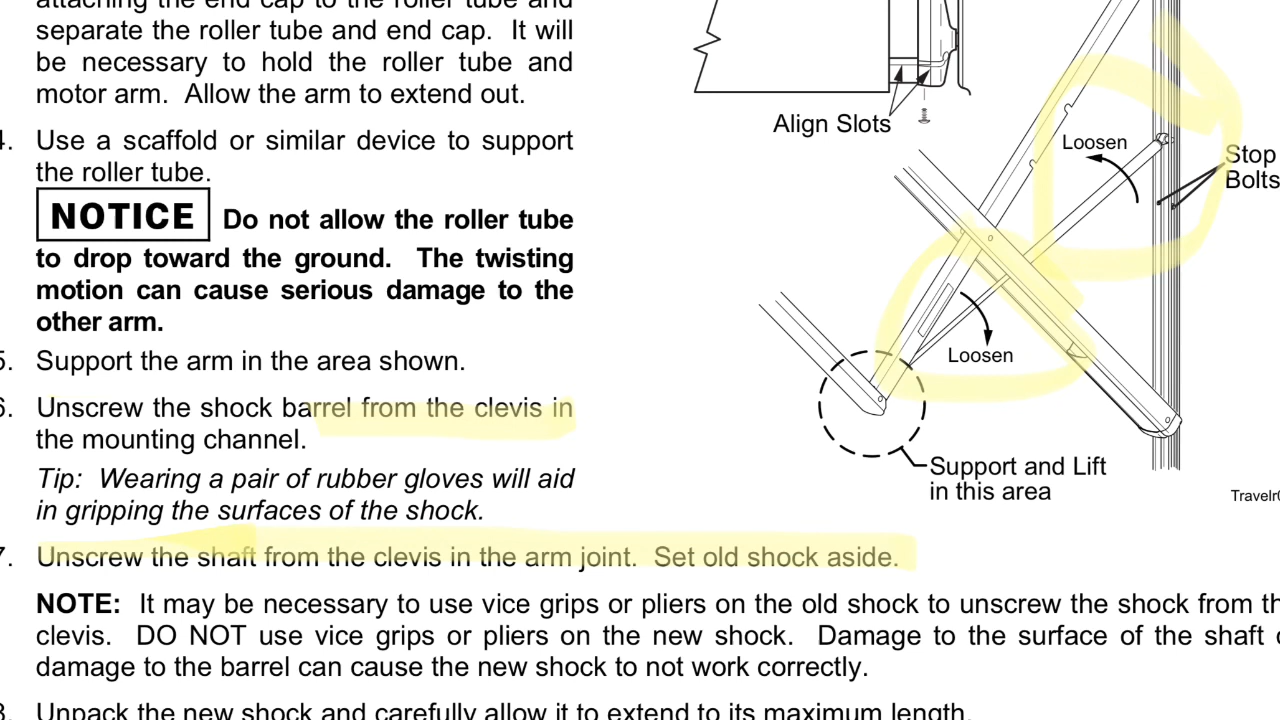 attaching the end cap to the roller tube and
separate the roller tube and end cap. It will
be necessary to hold the roller tube and
motor arm. Allow the arm to extend out.
4. Use a scaffold or similar device to support
the roller tube.
NOTICE Do not allow the roller tube
to drop toward the ground. The twisting
motion can cause serious damage to the
other arm.
5. Support the arm in the area shown.
6. Unscrew the shock barrel from the clevis in
the mounting channel.
Tip: Wearing a pair of rubber gloves will aid
in gripping the surfaces of the shock.
Align Slots
Loosen
Stop
Bolts
Loosen
Support and Lift
in this area
7. Unscrew the shaft from the clevis in the arm joint. Set old shock aside.
NOTE: It may be necessary to use vice grips or pliers on the old shock to unscrew the shock from
clevis. DO NOT use vice grips or pliers on the new shock. Damage to the surface of the shaft
damage to the barrel can cause the new shock to not work correctly.
8. Unpack the new shock and carefully allow it to extend to its maximum length.